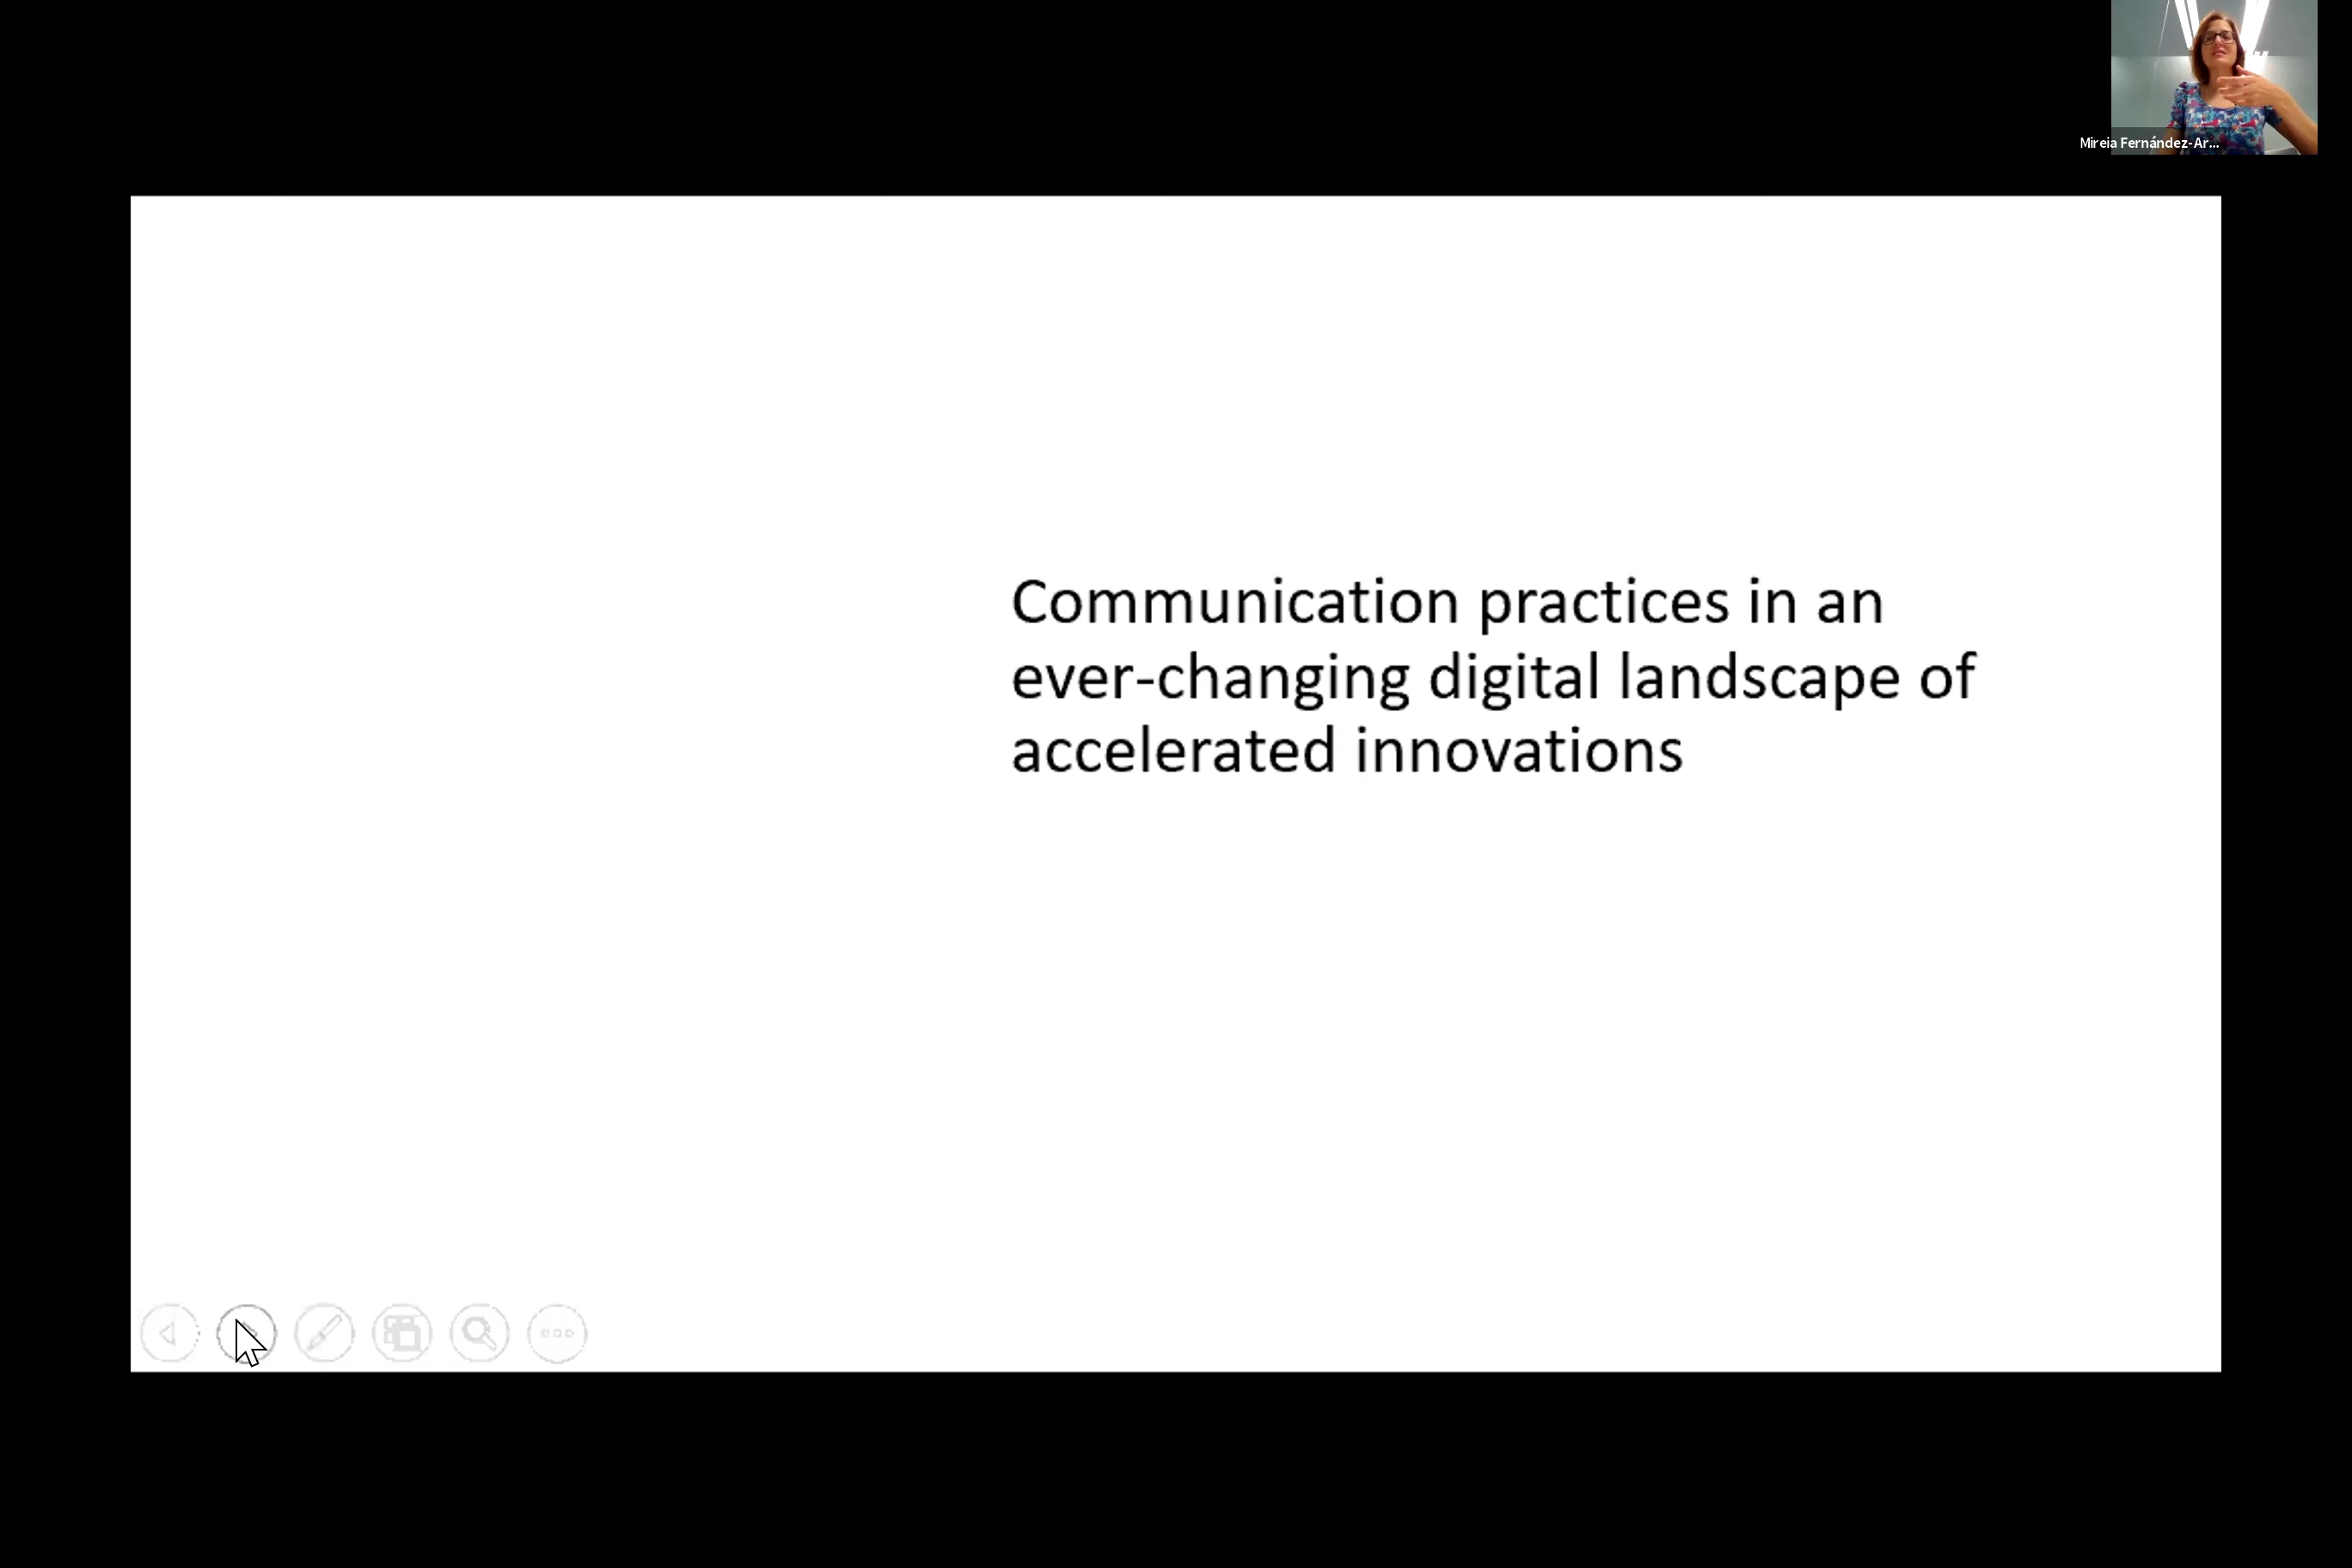 Mireia Fernández-Ar...
Communication practices in an
ever-changing digital landscape of
accelerated innovations